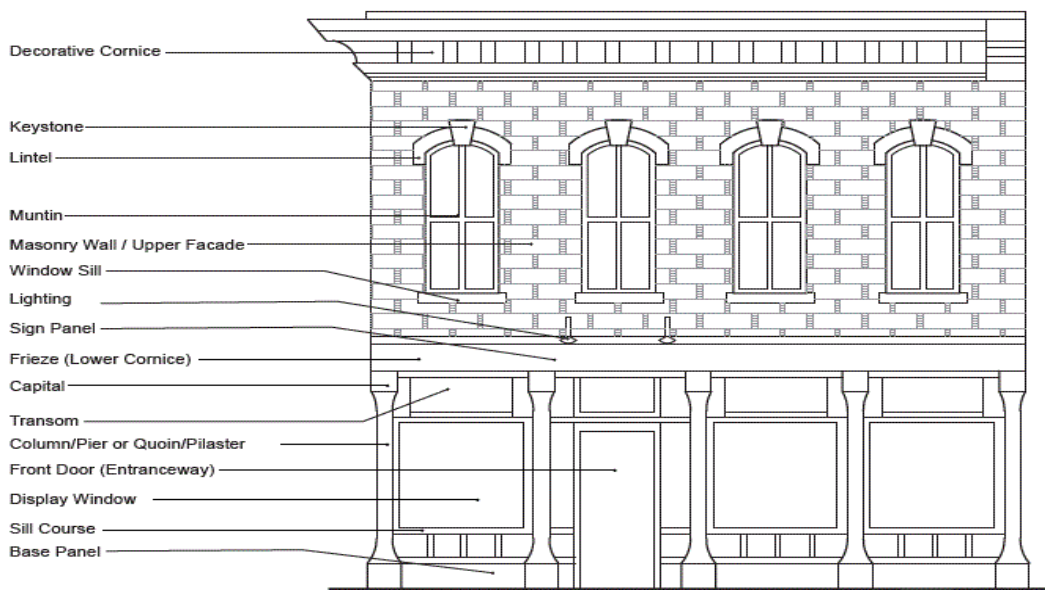 Decorative Cornice
Keystone
Lintel
Muntin
Masonry Wall / Upper Facade
Window Sill
Lighting
Sign Panel
Frieze (Lower Cornice)
Capital
Transom
Column/Pier or Quoin/Pilaster
Front Door (Entranceway)
Display Window
Sill Course
Base Panel